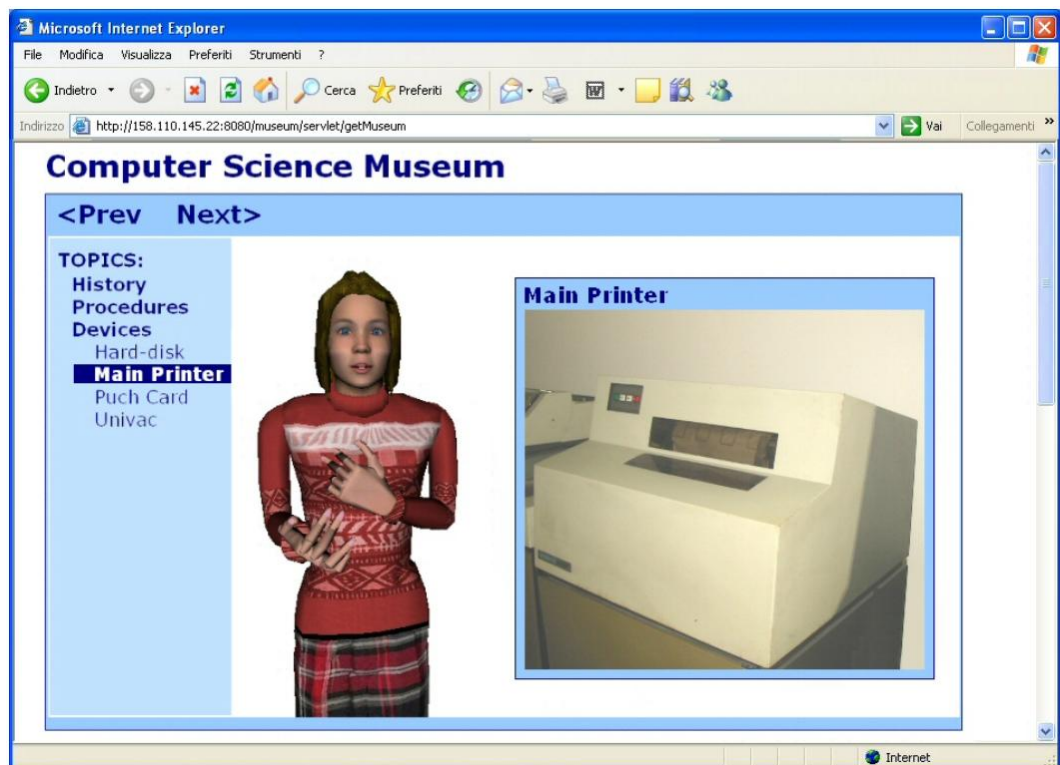 Microsoft Internet Explorer
File Modifica Visualizza Preferiti Strumenti ?
Indietro Cerca Preferiti
Indirizzo http://158.110.145.22:8080/museum/servlet/getMuseum Vai Collegamenti »
Computer Science Museum
<Prev Next>
TOPICS:
History
Procedures
Devices
Hard-disk
Main Printer
Puch Card
Univac
Main Printer
Internet